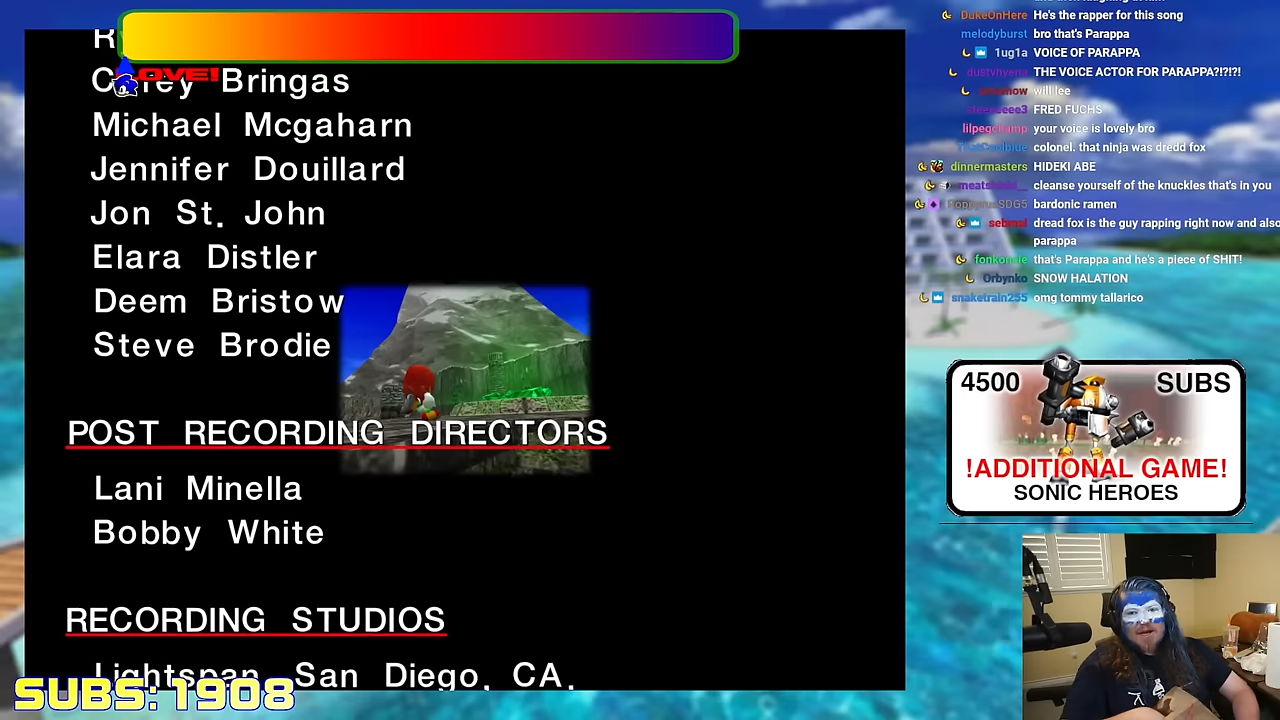 Bringas
Michael Mcgaharn
Jennifer Douillard
Jon St. John
Elara Distler
Deem Bristow
Steve Brodie
POST RECORDING DIRECTORS
Lani Minella
Bobby White
RECORDING STUDIOS
Lightspan, San Diego, CA.
SUBS: 1908
DukeOnHere He's the rapper for this song
melodyburst bro that's Parappa
1ug1a VOICE OF PARAPPA
THE VOICE ACTOR FOR PARAPPA?!?!?!
will lee
FRED FUCHS
lilpegchamp your voice is lovely bro
colonel. that ninja was dredd fox
dinnermasters HIDEKI ABE
cleanse yourself of the knuckles that's in you
bardonic ramen
dread fox is the guy rapping right now and also
parappa
that's Parappa and he's a piece of SHIT!
Orbynko SNOW HALATION
snaketrain255 omg tommy tallarico
4500 SUBS
!ADDITIONAL GAME!
SONIC HEROES